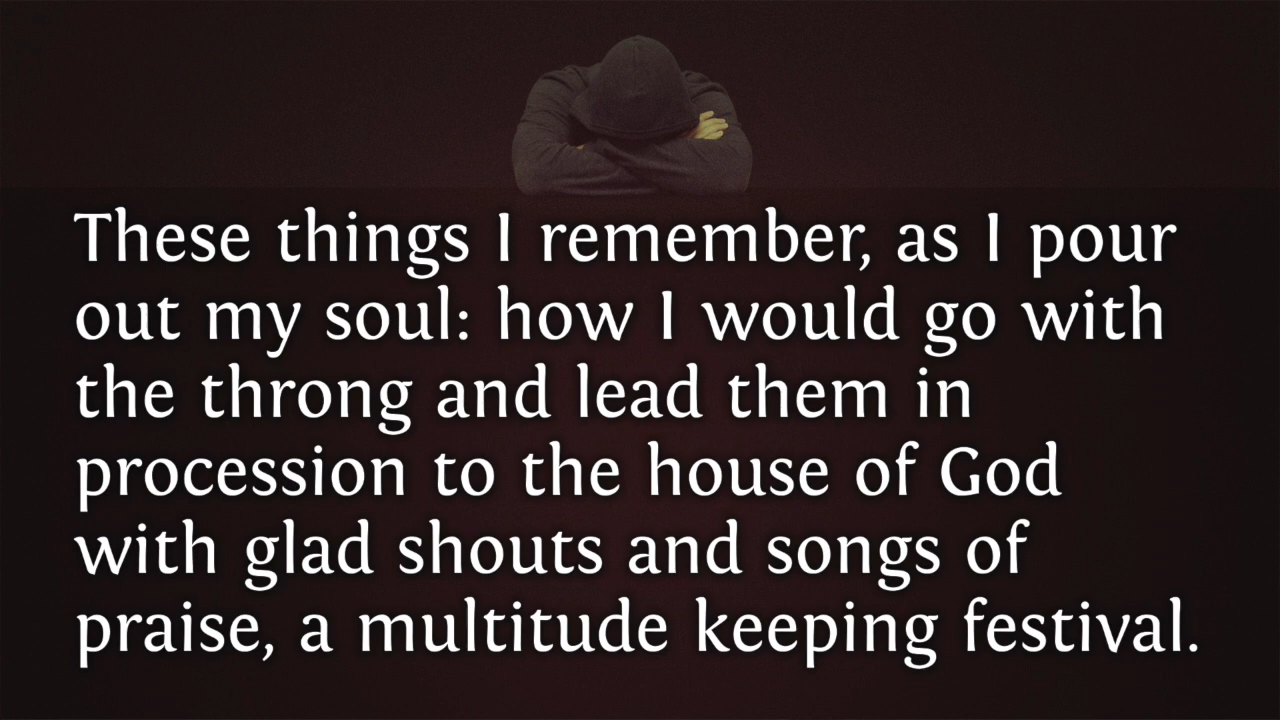 These things I remember, as I pour
out my soul: how I would go with
the throng and lead them in
procession to the house of God
with glad shouts and songs of
praise, a multitude keeping festival.